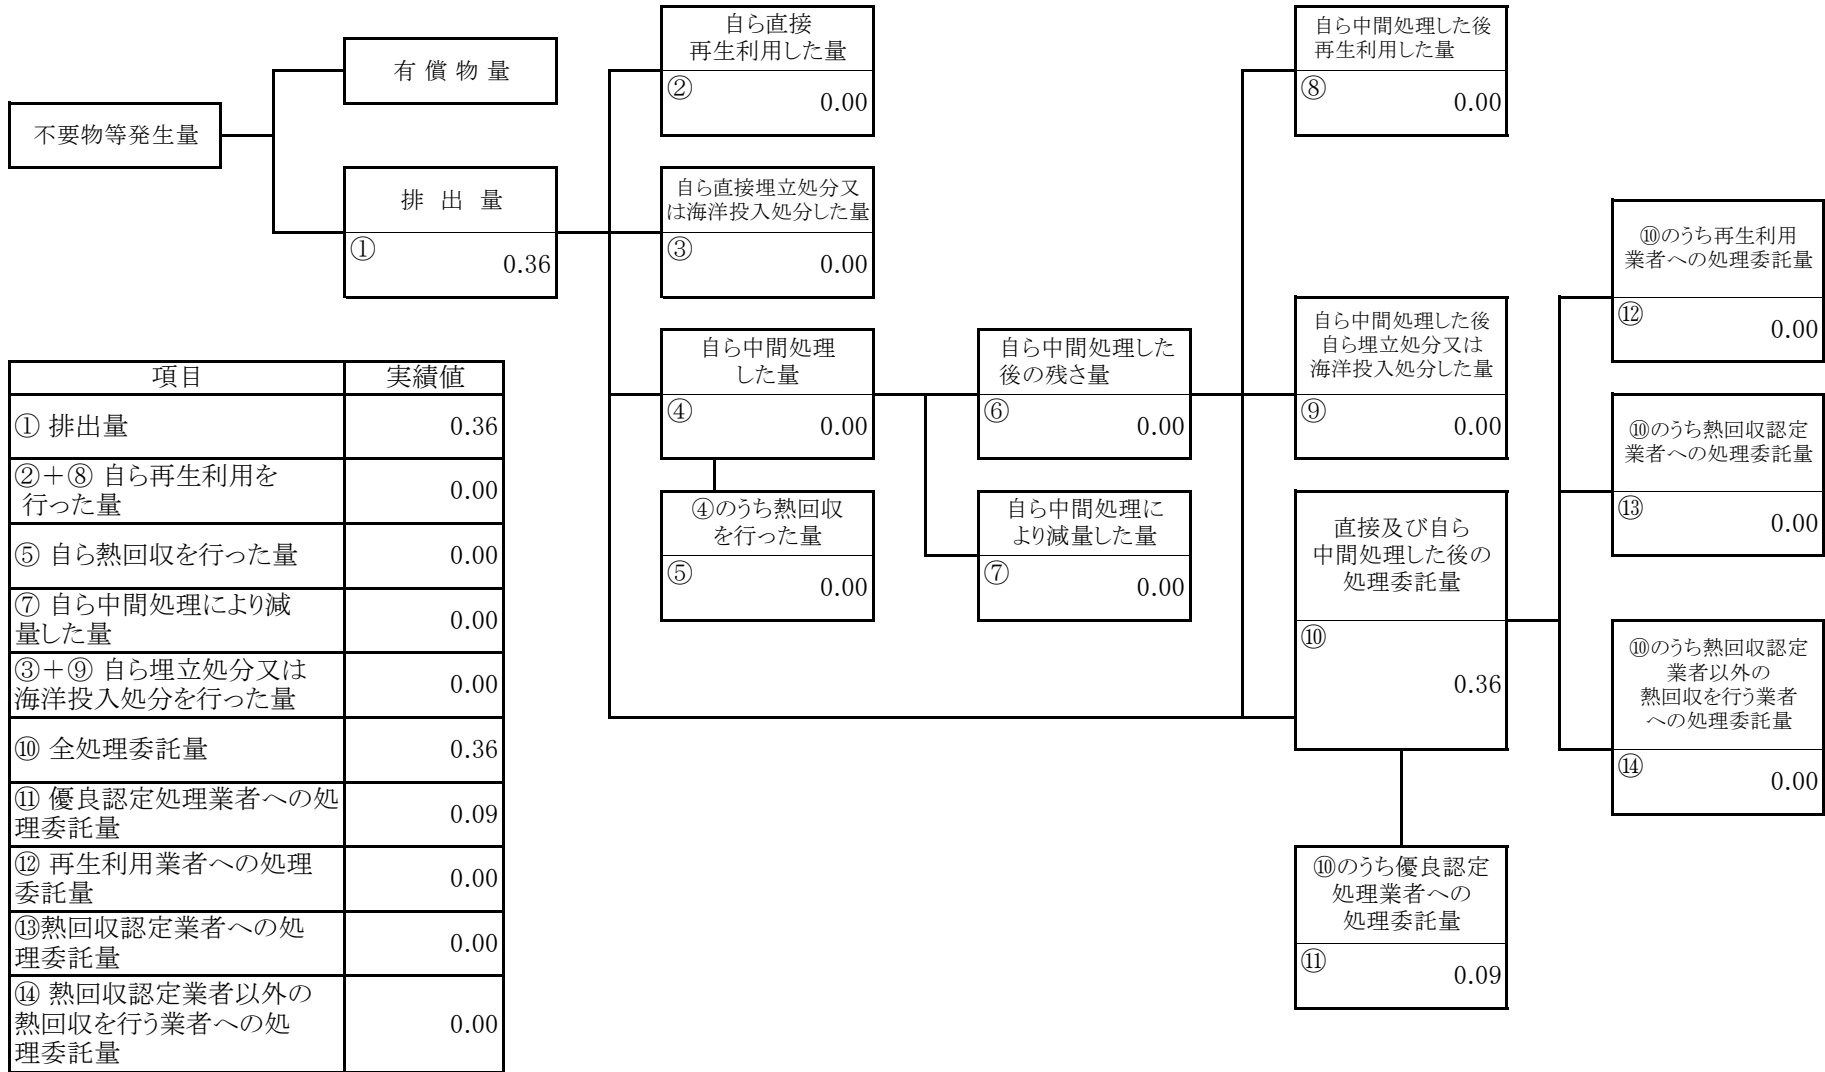 不要物等発生量
有 償 物 量
排 出 量
①
0.36
自ら直接
再生利用した量
②
0.00
自ら直接埋立処分又
は海洋投入処分した量
③
0.00
自ら中間処理
した量
④
0.00
④のうち熱回収
を行った量
⑤
0.00
自ら中間処理した
後の残さ量
⑥
0.00
自ら中間処理に
より減量した量
⑦
0.00
自ら中間処理した後
再生利用した量
⑧
0.00
自ら中間処理した後
自ら埋立処分又は
海洋投入処分した量
⑨
0.00
直接及び自ら
中間処理した後の
処理委託量
⑩
0.36
⑩のうち優良認定
処理業者への
処理委託量
⑪
0.09
⑩のうち再生利用
業者への処理委託量
⑫
0.00
⑩のうち熱回収認定
業者への処理委託量
⑬
0.00
⑩のうち熱回収認定
業者以外の
熱回収を行う業者
への処理委託量
⑭
0.00
項目 実績値
① 排出量 0.36
②＋⑧ 自ら再生利用を
行った量 0.00
⑤ 自ら熱回収を行った量 0.00
⑦ 自ら中間処理により減
量した量 0.00
③＋⑨ 自ら埋立処分又は
海洋投入処分を行った量 0.00
⑩ 全処理委託量 0.36
⑪ 優良認定処理業者への処
理委託量 0.09
⑫ 再生利用業者への処理
委託量 0.00
⑬熱回収認定業者への処
理委託量 0.00
⑭ 熱回収認定業者以外の
熱回収を行う業者への処
理委託量 0.00